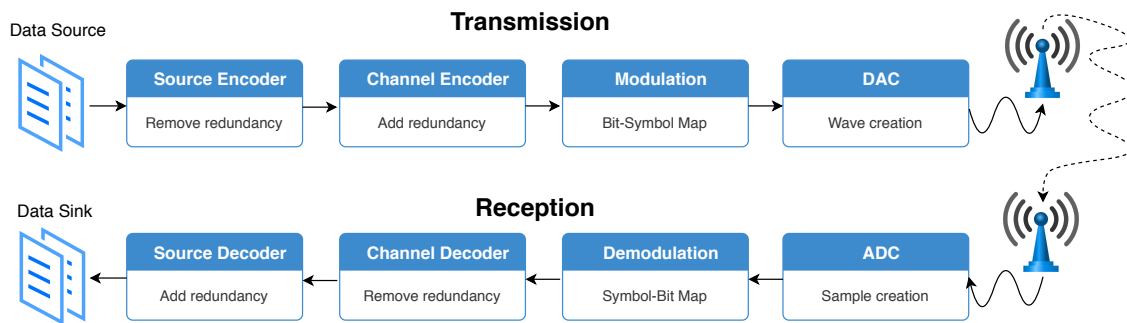 Transmission
Data Source
Source Encoder
Remove redundancy
Channel Encoder
Add redundancy
Modulation
Bit-Symbol Map
DAC
Wave creation
Reception
Data Sink
Source Decoder
Add redundancy
Channel Decoder
Remove redundancy
Demodulation
Symbol-Bit Map
ADC
Sample creation